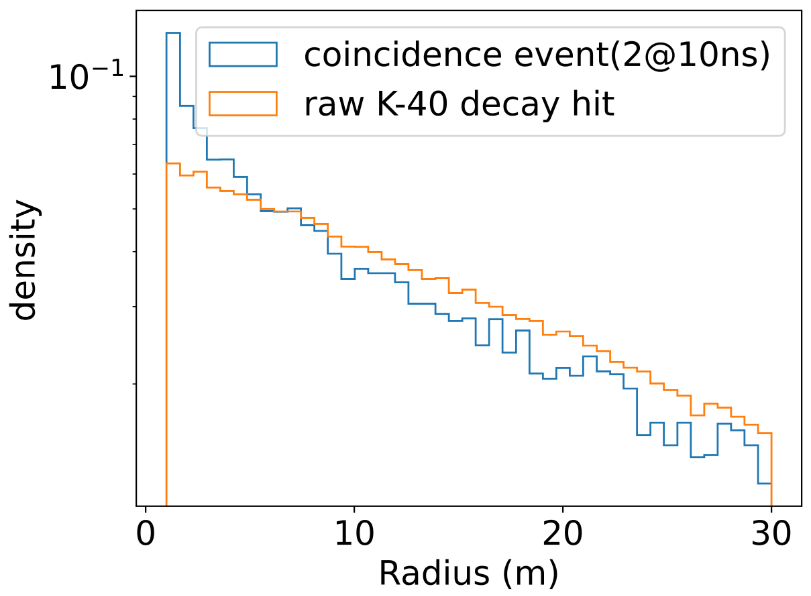 coincidence event(2@10ns)
raw K-40 decay hit
10⁻¹
density
0 10 20 30
Radius (m)